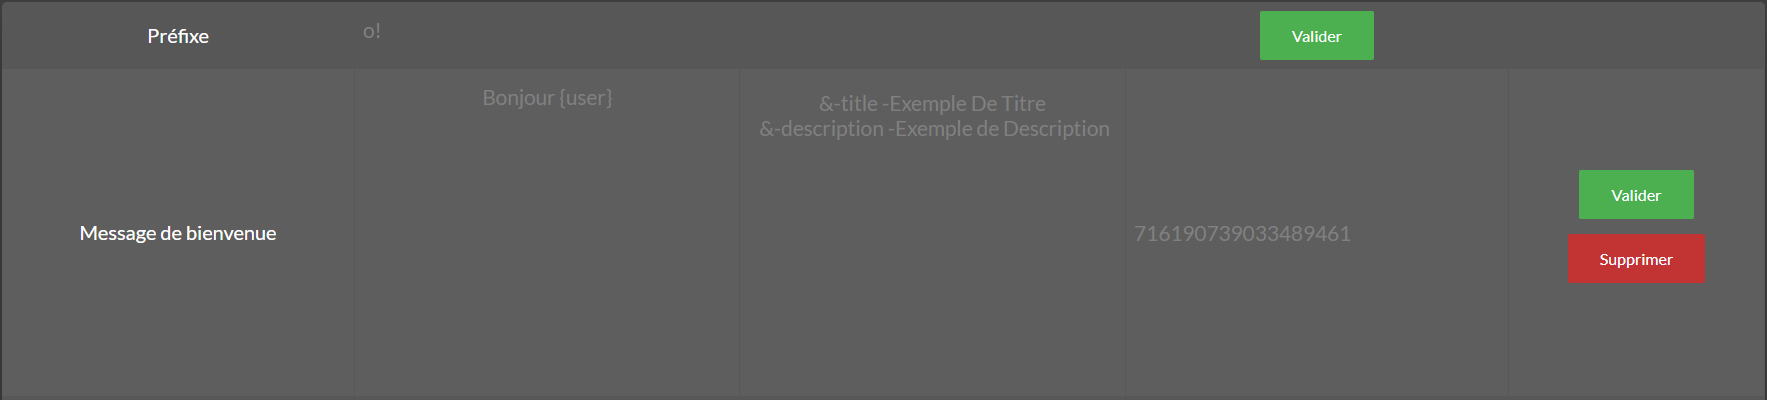 Préfixe
o!
Valider
Message de bienvenue
Bonjour {user}
&-title -Exemple De Titre
&-description -Exemple de Description
716190739033489461
Valider
Supprimer